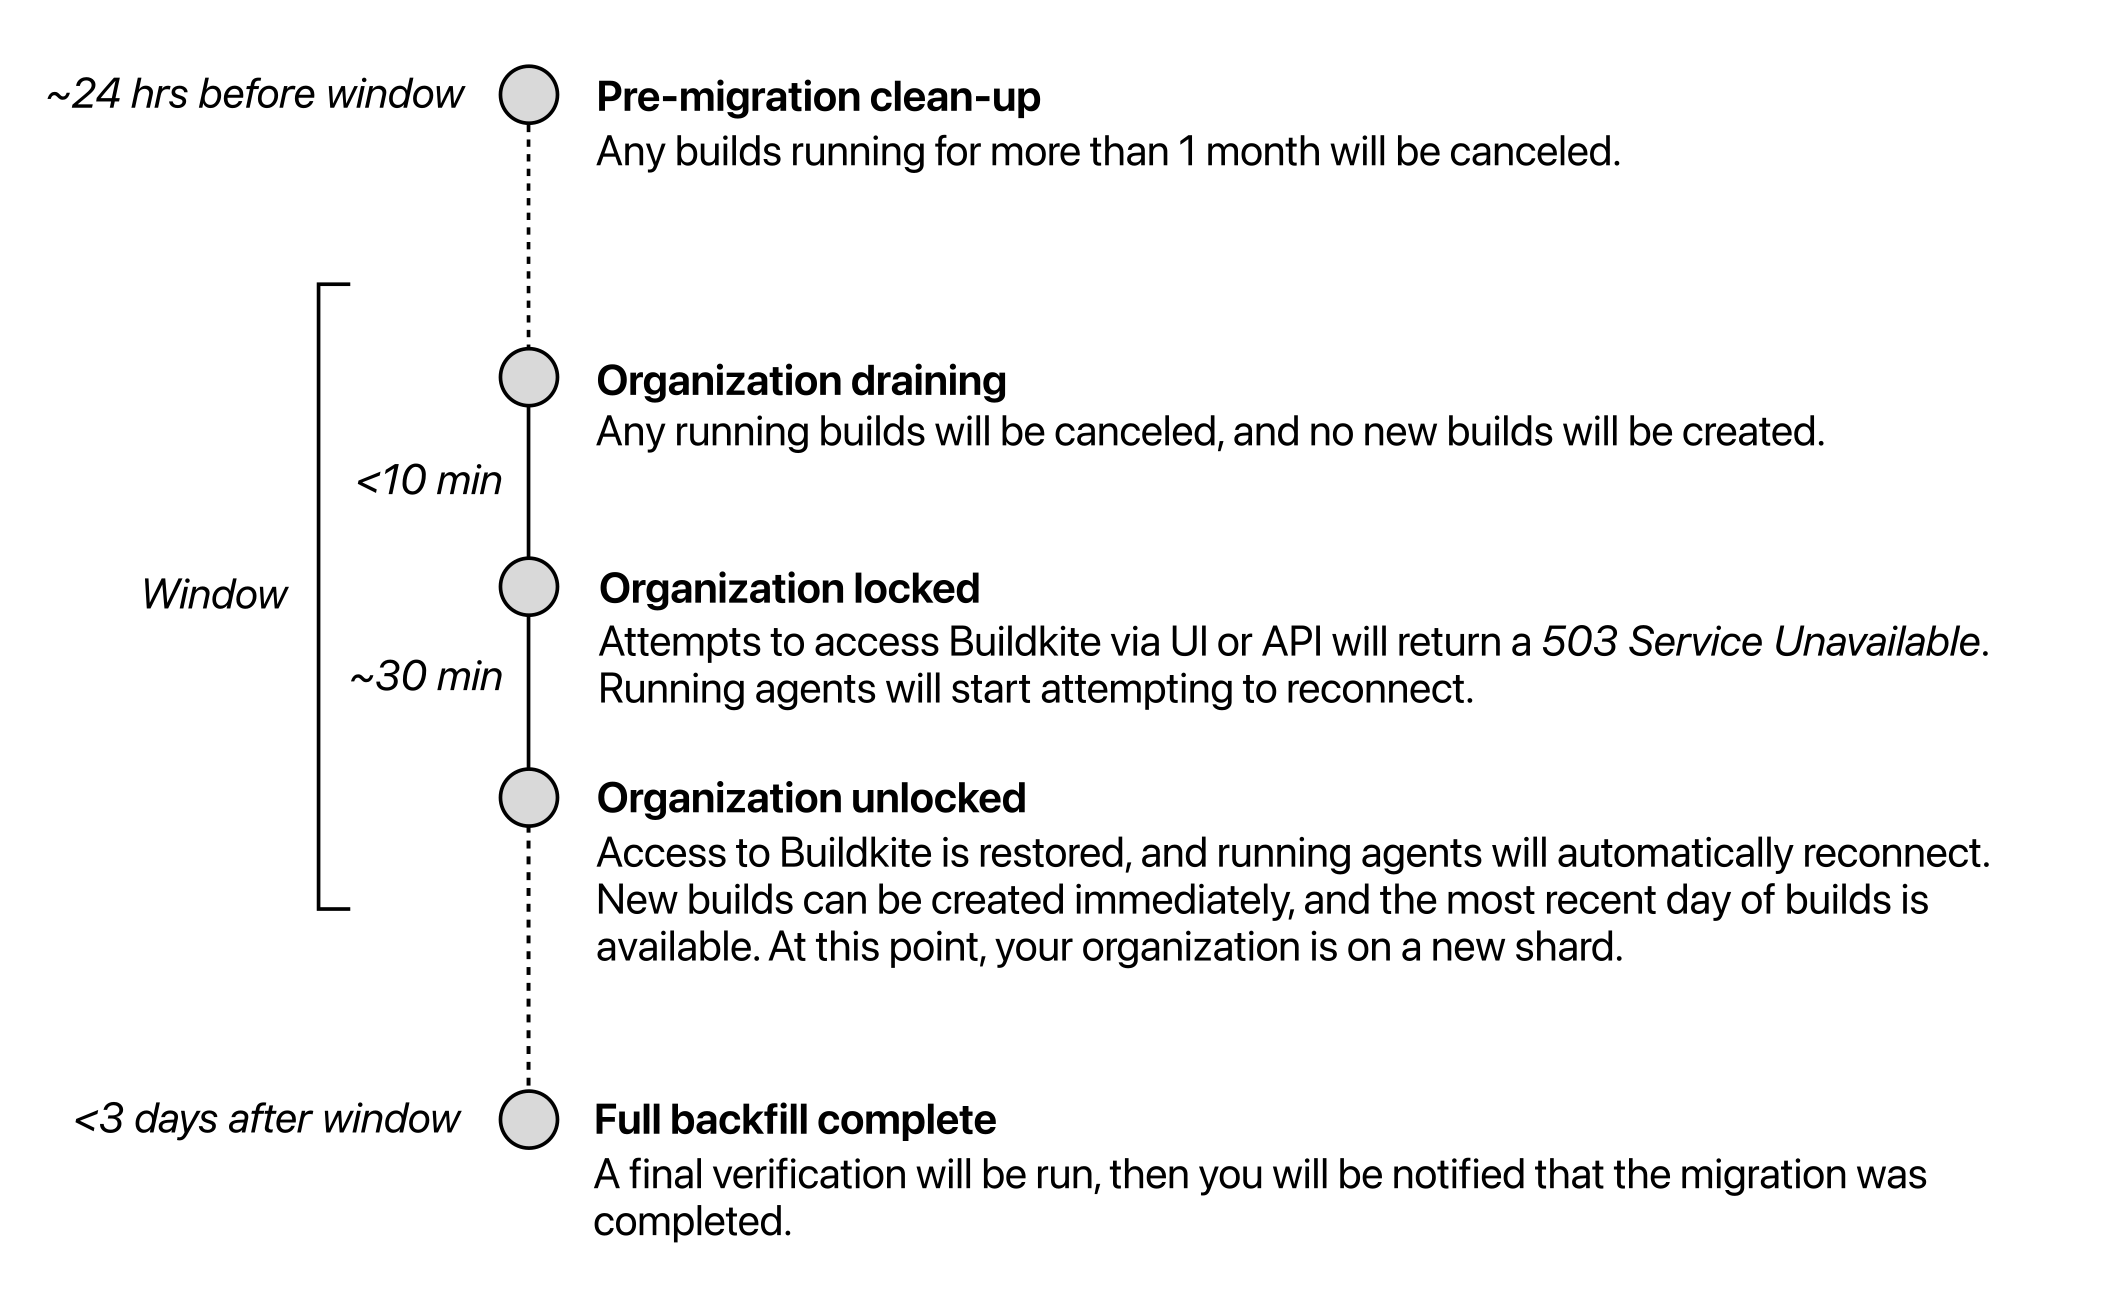 ~24 hrs before window
Pre-migration clean-up
Any builds running for more than 1 month will be canceled.
Organization draining
Any running builds will be canceled, and no new builds will be created.
<10 min
Window
Organization locked
Attempts to access Buildkite via UI or API will return a 503 Service Unavailable.
Running agents will start attempting to reconnect.
~30 min
Organization unlocked
Access to Buildkite is restored, and running agents will automatically reconnect.
New builds can be created immediately, and the most recent day of builds is
available. At this point, your organization is on a new shard.
<3 days after window
Full backfill complete
A final verification will be run, then you will be notified that the migration was
completed.